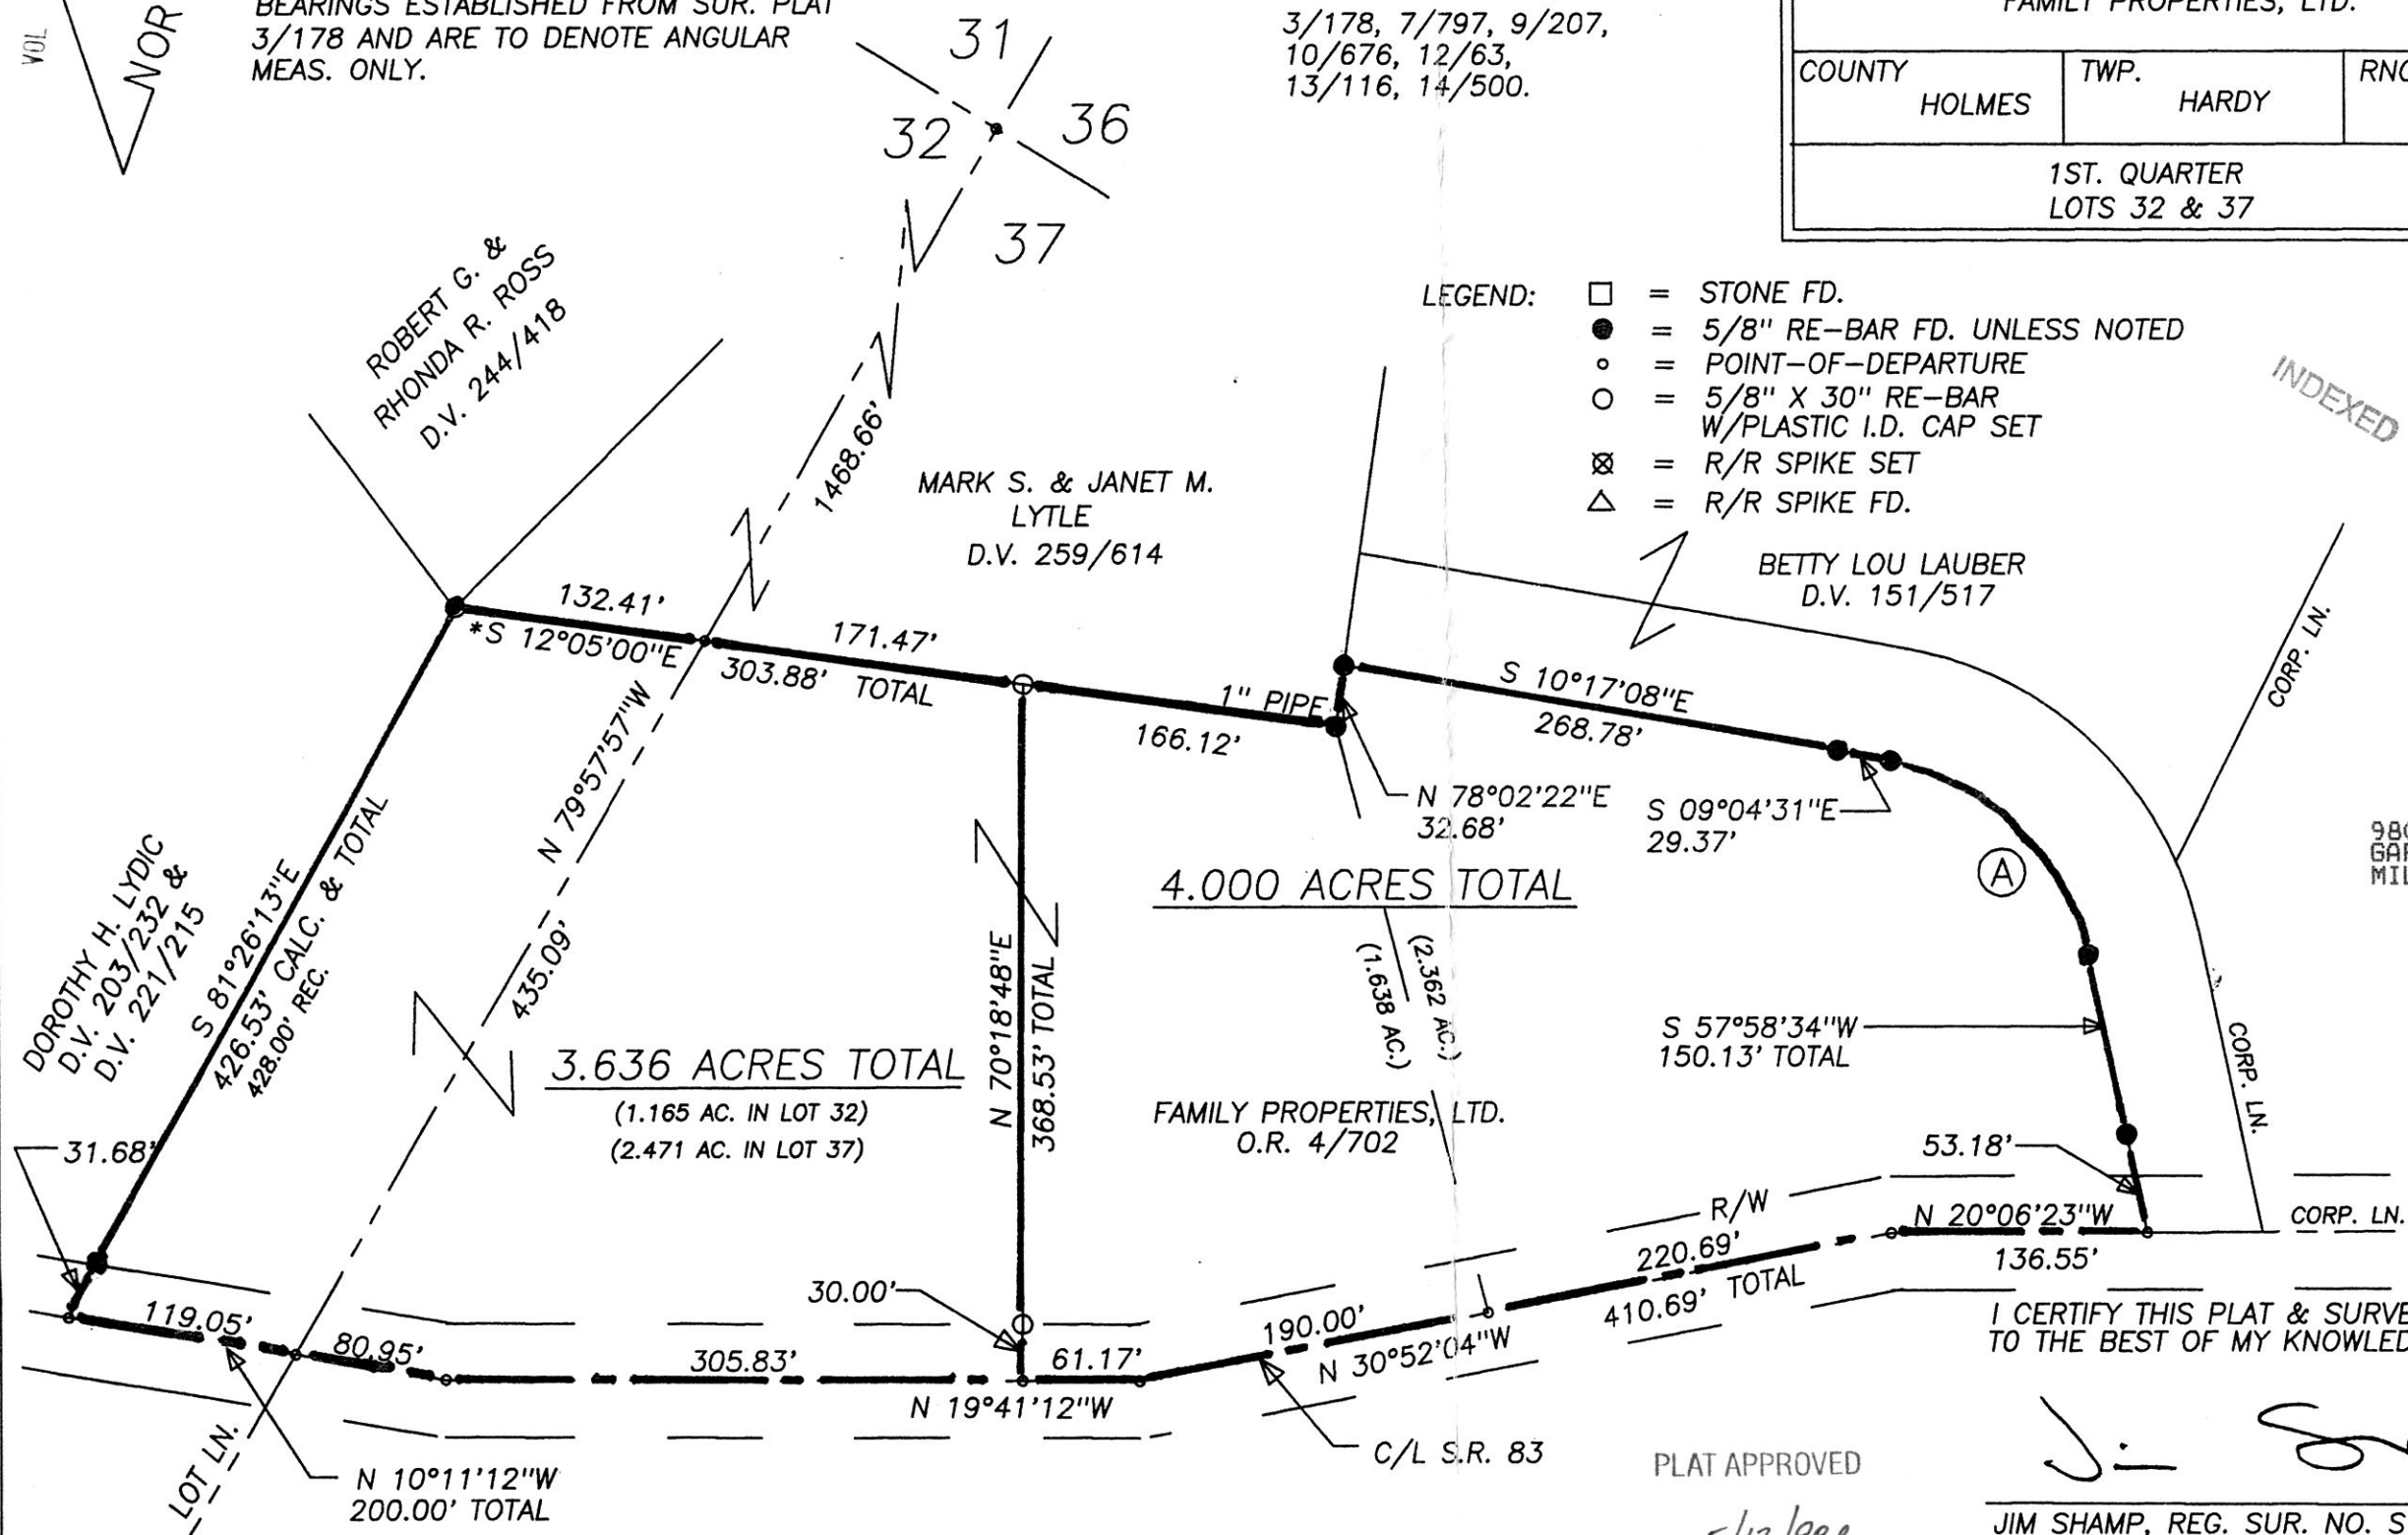 VOL
NOR
BEARINGS ESTABLISHED FROM SUR. PLAT
3/178 AND ARE TO DENOTE ANGULAR
MEAS. ONLY.
31
32
36
37
3/178, 7/797, 9/207,
10/676, 12/63,
13/116, 14/500.
FAMILY PROPERTIES, LTD.
COUNTY
HOLMES
TWP.
HARDY
1ST. QUARTER
LOTS 32 & 37
LEGEND:
= STONE FD.
= 5/8" RE-BAR FD. UNLESS NOTED
= POINT-OF-DEPARTURE
= 5/8" X 30" RE-BAR
W/PLASTIC I.D. CAP SET
= R/R SPIKE SET
= R/R SPIKE FD.
INDEXED
ROBERT G. &
RHONDA R. ROSS
D.V. 244/418
1468.66'
MARK S. & JANET M.
LYTLE
D.V. 259/614
BETTY LOU LAUBER
D.V. 151/517
CORP. LN.
132.41'
*S 12°05'00"E
171.47'
303.88' TOTAL
1" PIPE
166.12'
S 10°17'08"E
268.78'
N 78°02'22"E
32.68'
S 09°04'31"E
29.37'
A
N 79°57'57"W
435.09'
DOROTHY H. LYDIC
D.V. 203/232 &
D.V. 221/215
S 81°26'13"E
426.53' CALC. & TOTAL
428.00' REC.
4.000 ACRES TOTAL
(2.362 AC.)
(1.638 AC.)
N 70°18'48"E
368.53' TOTAL
3.636 ACRES TOTAL
(1.165 AC. IN LOT 32)
(2.471 AC. IN LOT 37)
FAMILY PROPERTIES, LTD.
O.R. 4/702
S 57°58'34"W
150.13' TOTAL
CORP. LN.
53.18'
31.68'
R/W
N 20°06'23"W
136.55'
CORP. LN.
220.69'
410.69' TOTAL
30.00'
119.05'
80.95'
305.83'
61.17'
190.00'
N 30°52'04"W
N 19°41'12"W
C/L S.R. 83
LOT LN.
N 10°11'12"W
200.00' TOTAL
I CERTIFY THIS PLAT & SURVE
TO THE BEST OF MY KNOWLED
PLAT APPROVED
Jim
JIM SHAMP, REG. SUR. NO. S